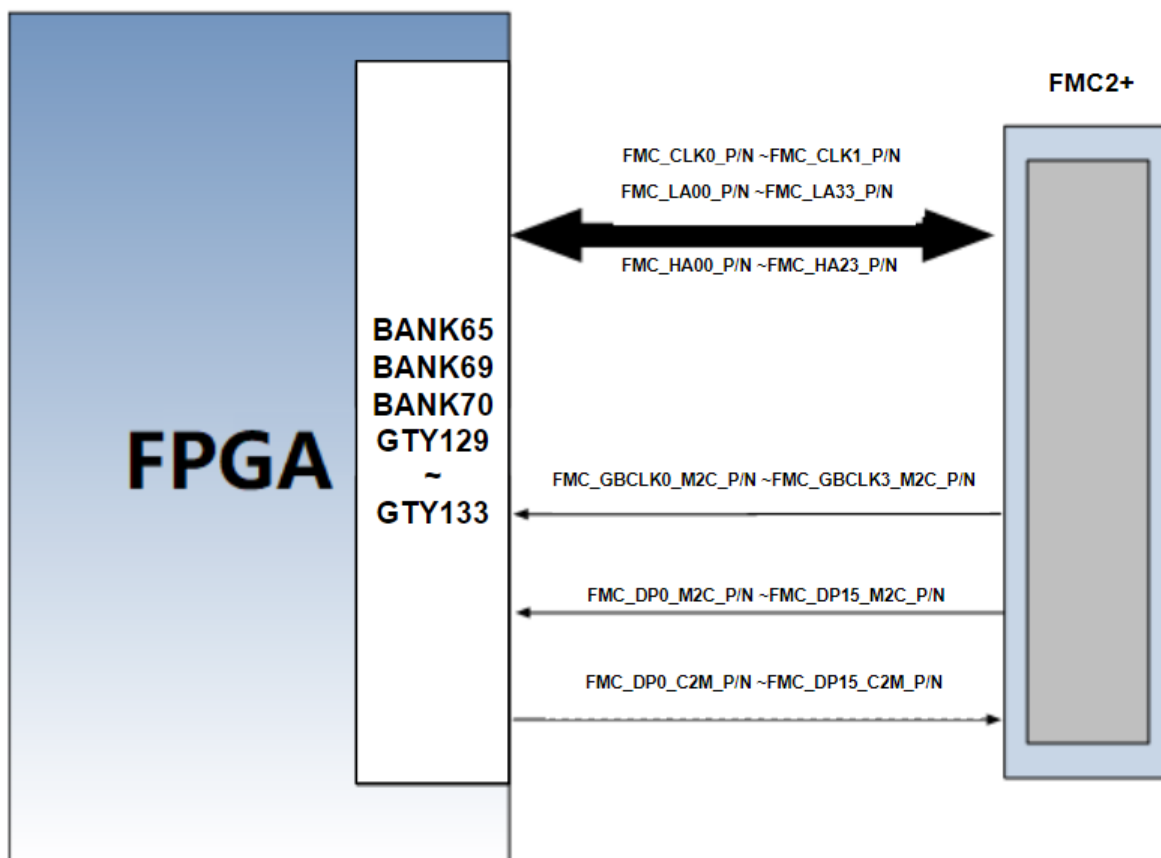 FMC2+
FMC_CLK0_P/N ~FMC_CLK1_P/N
FMC_LA00_P/N ~FMC_LA33_P/N
FMC_HA00_P/N ~FMC_HA23_P/N
BANK65
BANK69
BANK70
GTY129
~
GTY133
FPGA
FMC_GBCLK0_M2C_P/N ~FMC_GBCLK3_M2C_P/N
FMC_DP0_M2C_P/N ~FMC_DP15_M2C_P/N
FMC_DP0_C2M_P/N ~FMC_DP15_C2M_P/N